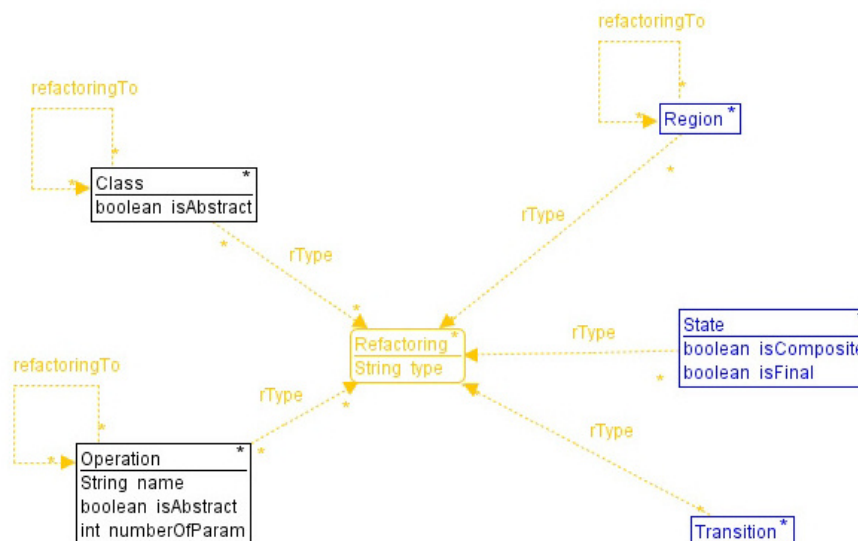 refactoringTo
*
*
Region *
*
rType
refactoringTo
*
*
Class *
boolean isAbstract
*
rType
*
*
Refactoring *
String type
rType
State
boolean isComposite
boolean isFinal
*
refactoringTo
*
*
rType
*
*
Operation *
String name
boolean isAbstract
int numberOfParam
rType
*
Transition *